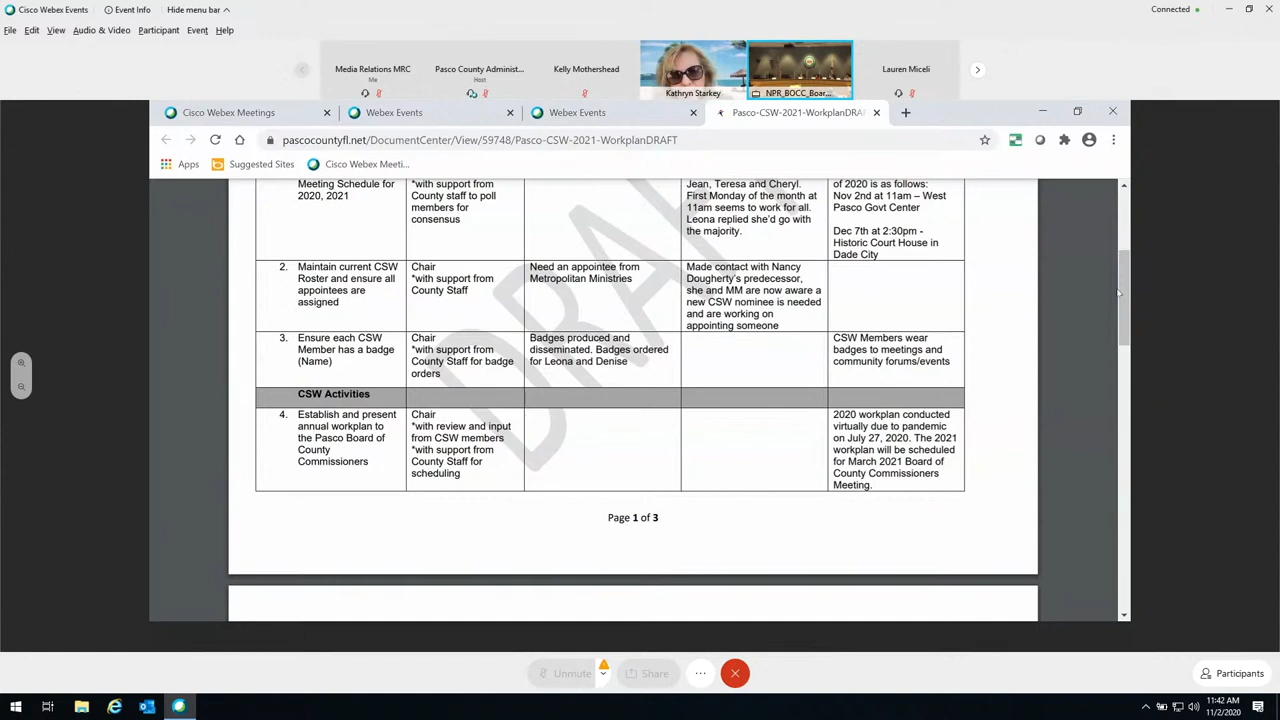 Cisco Webex Events
Event Info
Hide menu bar
Connected
File Edit View Audio & Video Participant Event Help
Media Relations MRC
Me
Pasco County Administ...
Host
Kelly Mothershead
Kathryn Starkey
NPR_BOCC_Boar...
Lauren Miceli
Cisco Webex Meetings
Webex Events
Webex Events
Pasco-CSW-2021-WorkplanDRAF
pascocountyfl.net/DocumentCenter/View/59748/Pasco-CSW-2021-WorkplanDRAFT
Apps
Suggested Sites
Cisco Webex Meeti...
Meeting Schedule for
2020, 2021
*with support from
County staff to poll
members for
consensus
Jean, Teresa and Cheryl.
First Monday of the month at
11am seems to work for all.
Leona replied she'd go with
the majority.
of 2020 is as follows:
Nov 2nd at 11am – West
Pasco Govt Center
Dec 7th at 2:30pm -
Historic Court House in
Dade City
2. Maintain current CSW
Roster and ensure all
appointees are
assigned
Chair
*with support from
County Staff
Need an appointee from
Metropolitan Ministries
Made contact with Nancy
Dougherty's predecessor,
she and MM are now aware a
new CSW nominee is needed
and are working on
appointing someone
3. Ensure each CSW
Member has a badge
(Name)
Chair
*with support from
County Staff for badge
orders
Badges produced and
disseminated. Badges ordered
for Leona and Denise
CSW Members wear
badges to meetings and
community forums/events
CSW Activities
4. Establish and present
annual workplan to
the Pasco Board of
County
Commissioners
Chair
*with review and input
from CSW members
*with support from
County Staff for
scheduling
2020 workplan conducted
virtually due to pandemic
on July 27, 2020. The 2021
workplan will be scheduled
for March 2021 Board of
County Commissioners
Meeting.
DRAFT
Page 1 of 3
Unmute
Share
Participants
11:42 AM
11/2/2020